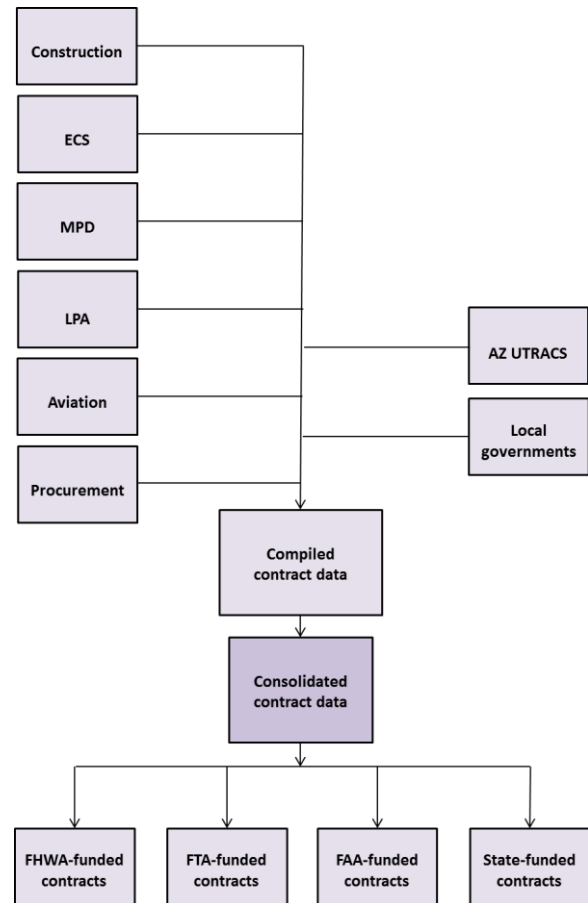 Construction
ECS
MPD
LPA
AZ UTRACS
Aviation
Local
governments
Procurement
Compiled
contract data
Consolidated
contract data
FHWA-funded
contracts
FTA-funded
contracts
FAA-funded
contracts
State-funded
contracts